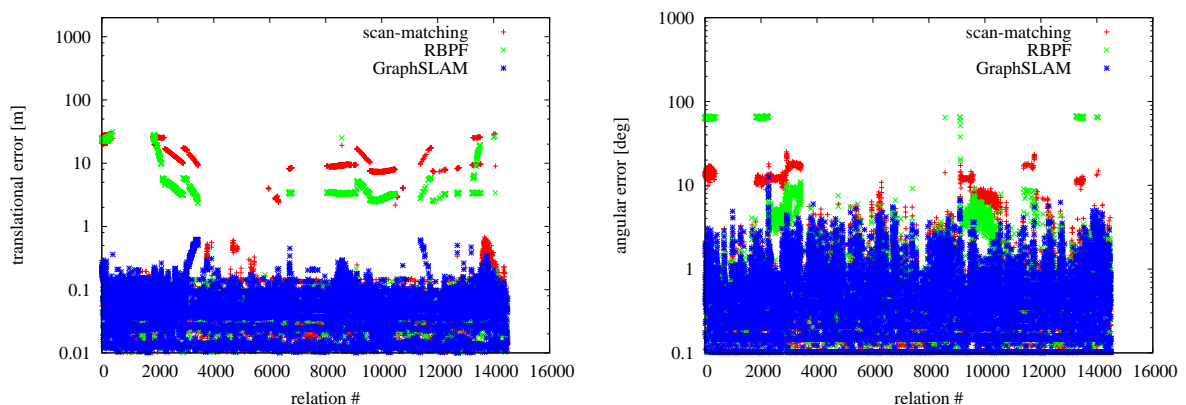 1000
100
10
1
0.1
0.01
translational error [m]
0 2000 4000 6000 8000 10000 12000 14000 16000
relation #
scan-matching
RBPF
GraphSLAM
1000
100
10
1
0.1
angular error [deg]
0 2000 4000 6000 8000 10000 12000 14000 16000
relation #
scan-matching
RBPF
GraphSLAM